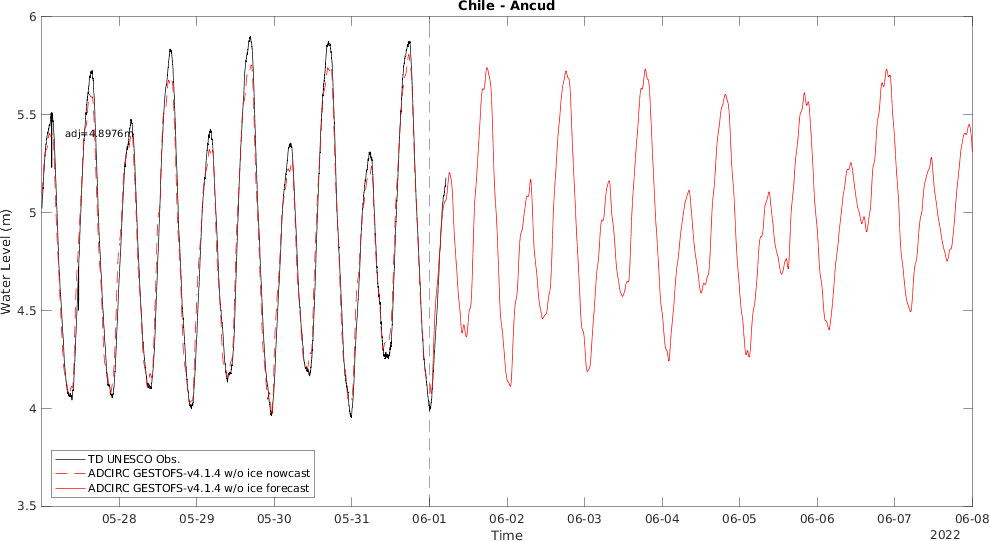 Chile - Ancud
6
5.5
5
4.5
4
3.5
Water Level (m)
adj=4.8976m
TD UNESCO Obs.
ADCIRC GESTOFS-v4.1.4 w/o ice nowcast
ADCIRC GESTOFS-v4.1.4 w/o ice forecast
05-28 05-29 05-30 05-31 06-01 06-02 06-03 06-04 06-05 06-06 06-07 06-08
Time
2022